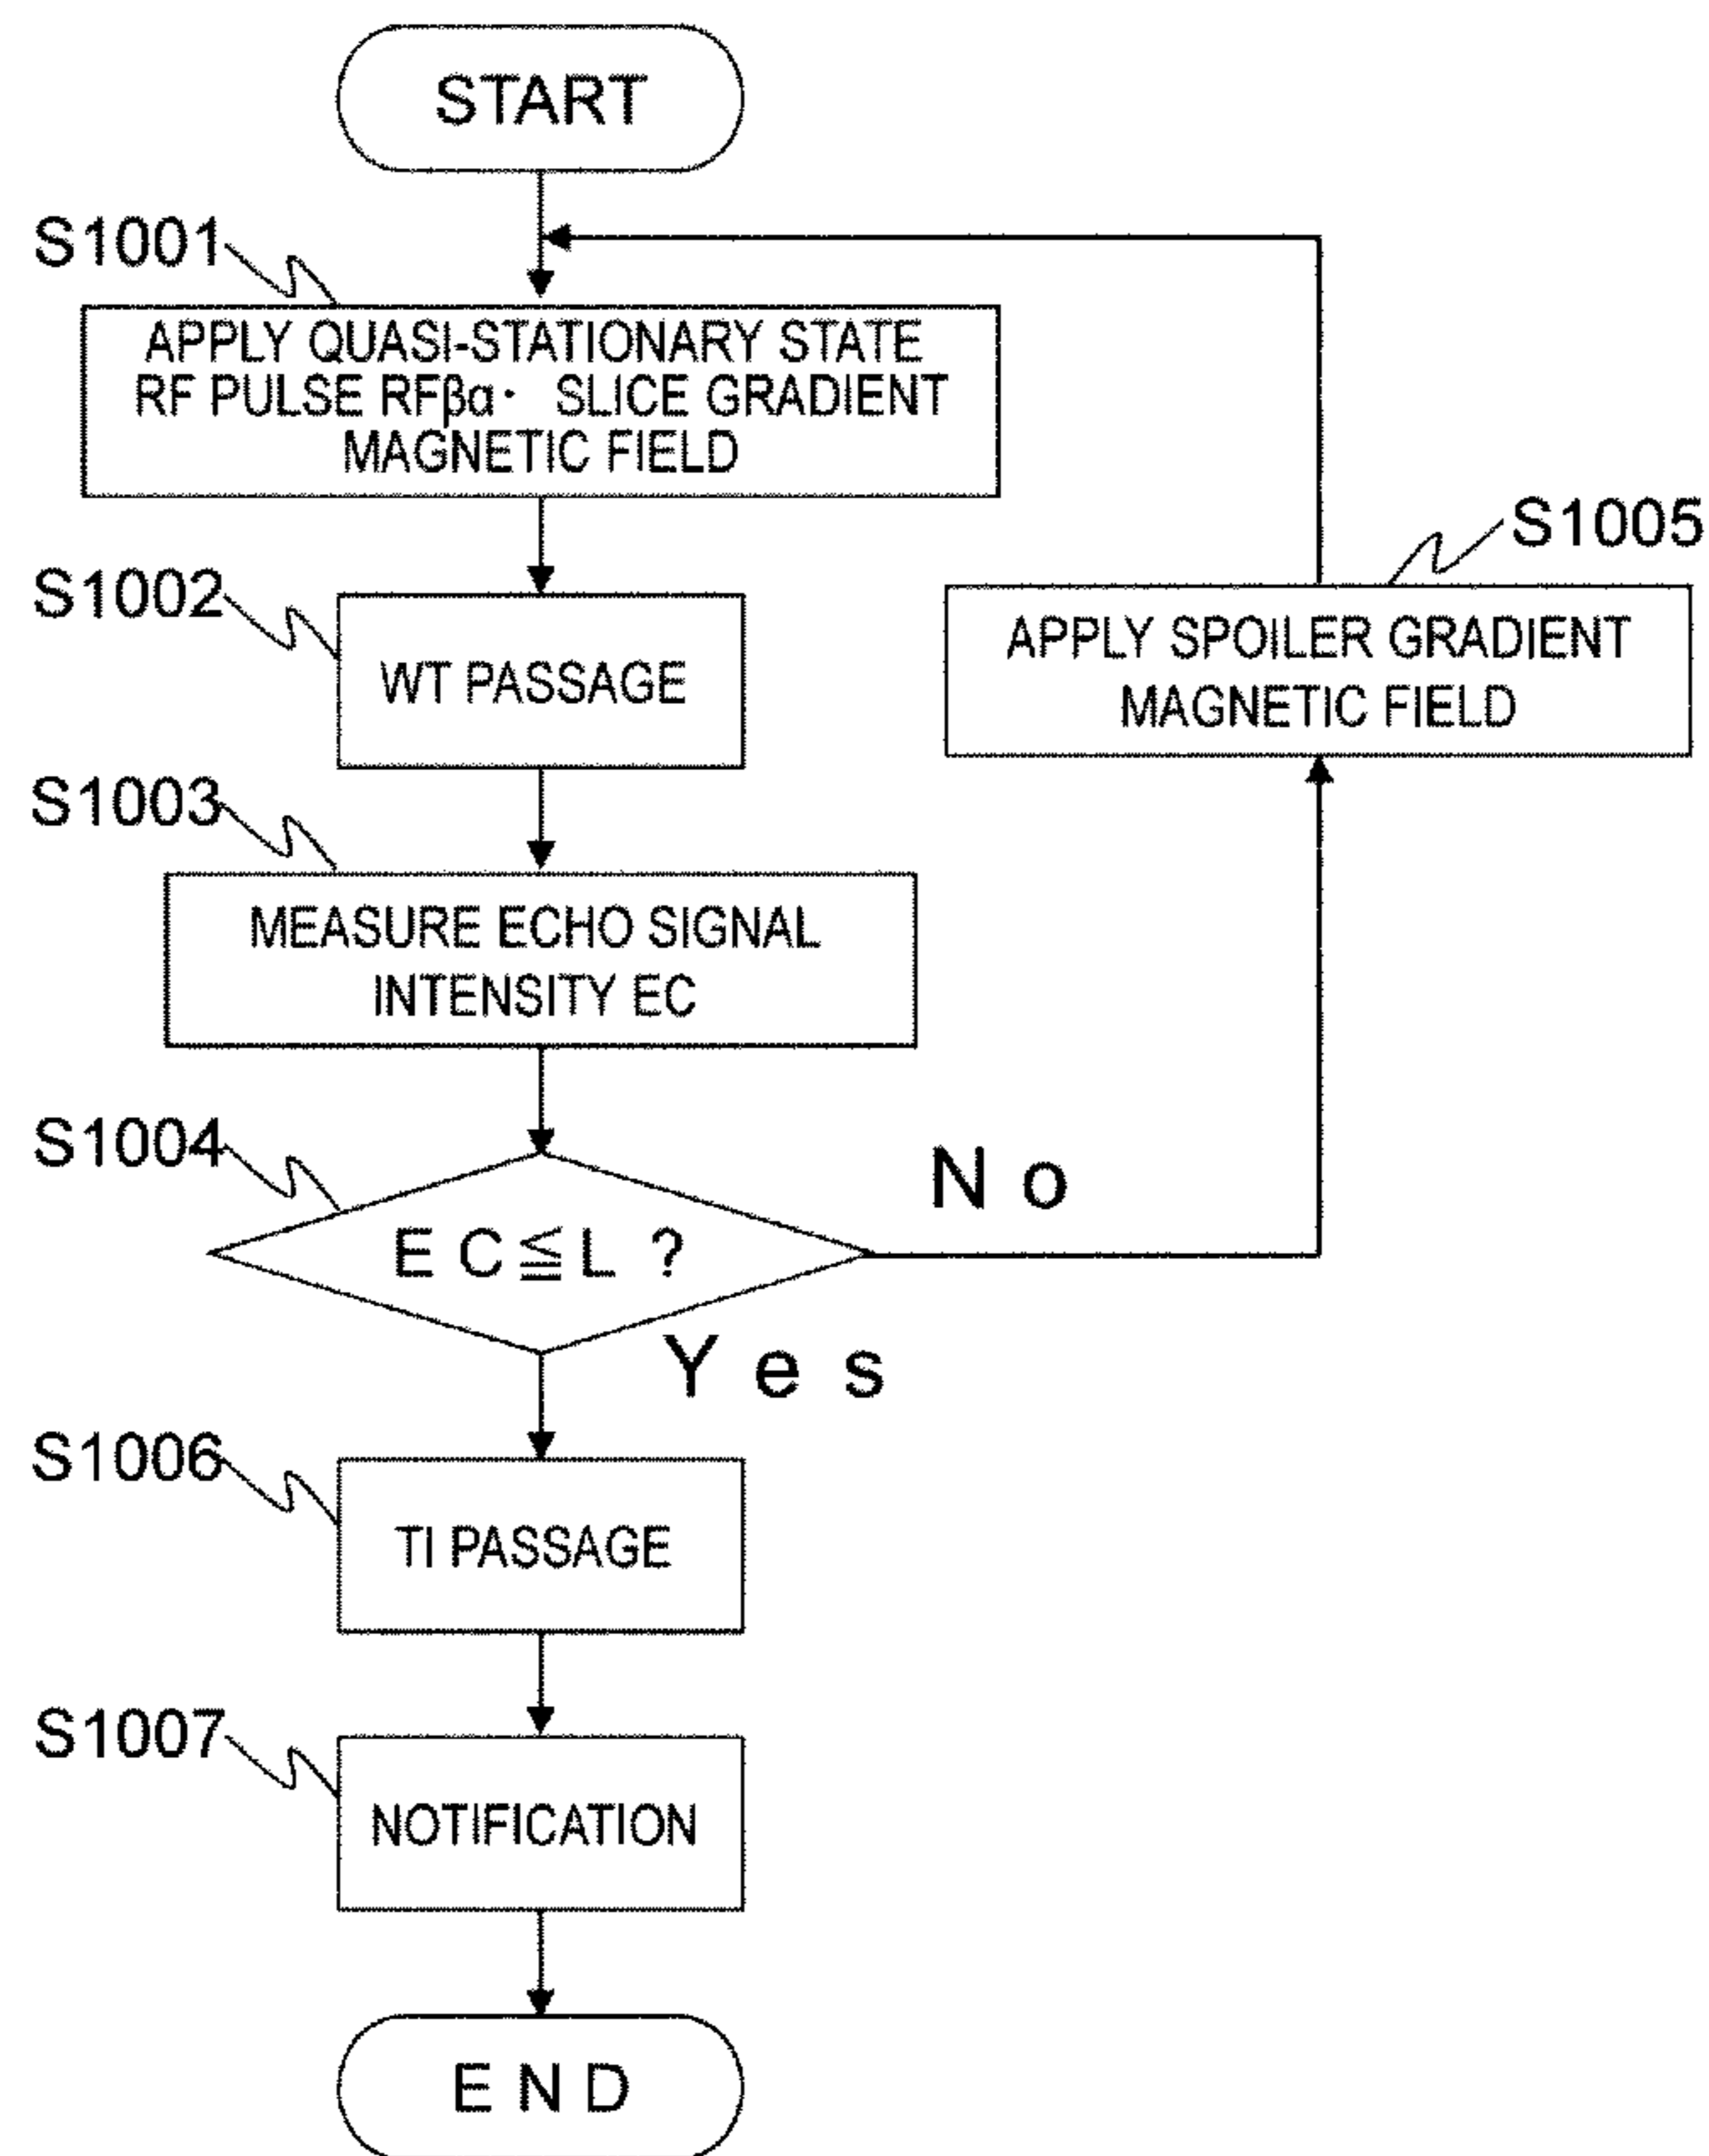 START
S1001
APPLY QUASI-STATIONARY STATE
RF PULSE RFβα· SLICE GRADIENT
MAGNETIC FIELD
S1002
WT PASSAGE
S1005
APPLY SPOILER GRADIENT
MAGNETIC FIELD
S1003
MEASURE ECHO SIGNAL
INTENSITY EC
S1004
E C ≦ L ?
N o
Y e s
S1006
TI PASSAGE
S1007
NOTIFICATION
E N D